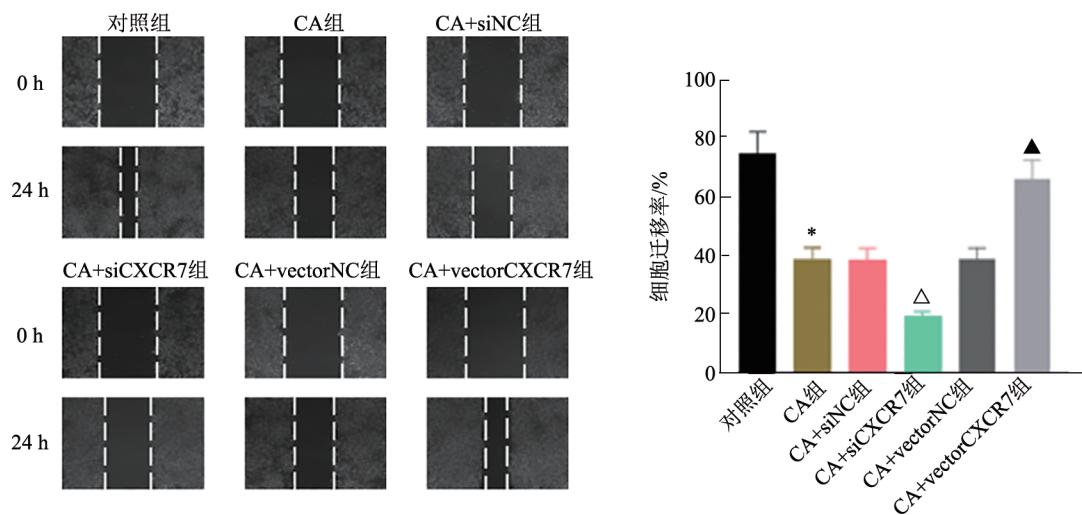 对照组 CA组 CA+siNC组
0 h
24 h
CA+siCXCR7组 CA+vectorNC组 CA+vectorCXCR7组
0 h
24 h
细胞迁移率/%
100
80
60
40
20
0
*
△
▲
对照组
CA组
CA+siNC组
CA+siCXCR7组
CA+vectorNC组
CA+vectorCXCR7组